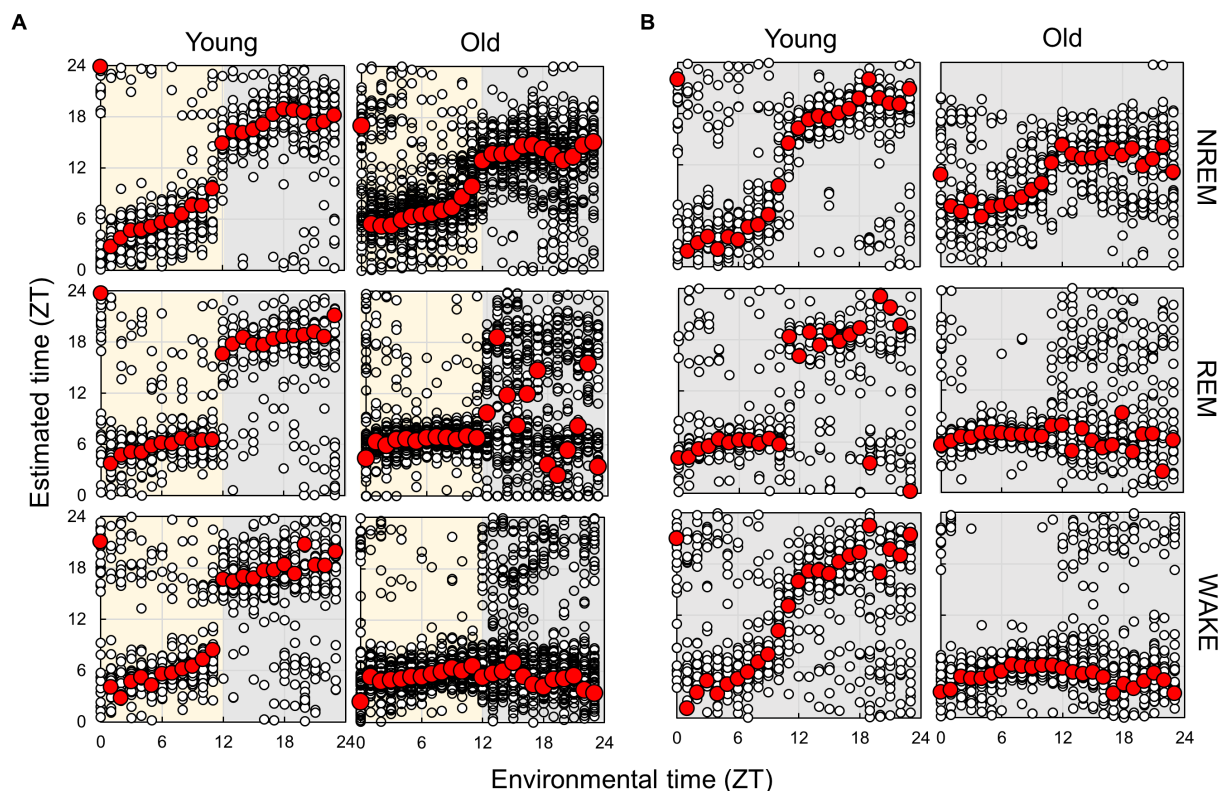 A
B
Young
Old
Young
Old
24
18
12
6
0
NREM
24
18
12
6
0
REM
24
18
12
6
0
WAKE
Estimated time (ZT)
0 6 12 18 24 0 6 12 18 24
0 6 12 18 24 0 6 12 18 24
Environmental time (ZT)